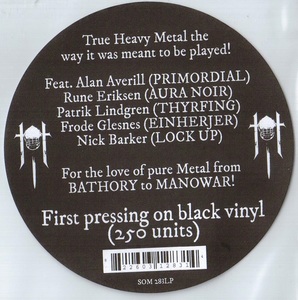 True Heavy Metal the
way it was meant to be played!
Feat. Alan Averill (PRIMORDIAL)
Rune Eriksen (AURA NOIR)
Patrik Lindgren (THYRFING)
Frode Glesnes (EINHERJER)
Nick Barker (LOCK UP)
For the love of pure Metal from
BATHORY to MANOWAR!
First pressing on black vinyl
(250 units)
SOM 281LP